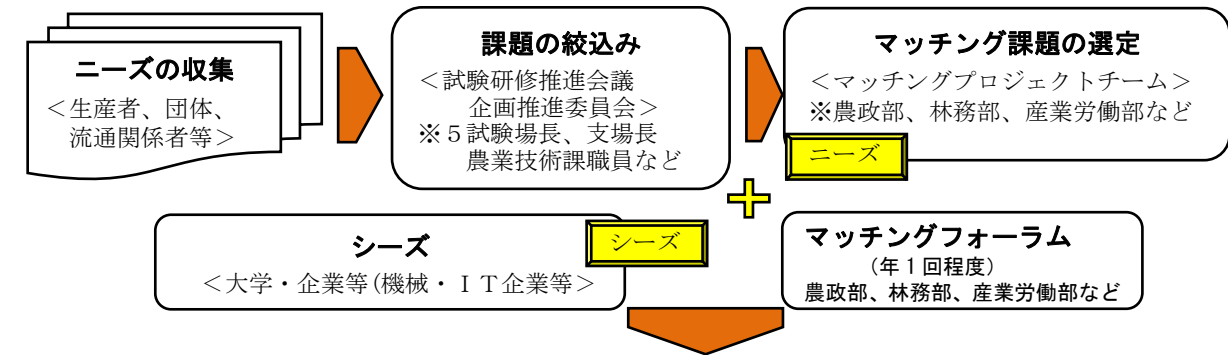 ニーズの収集
＜生産者、団体、
流通関係者等＞
課題の絞込み
＜試験研修推進会議
企画推進委員会＞
※５試験場長、支場長
農業技術課職員など
マッチング課題の選定
＜マッチングプロジェクトチーム＞
※農政部、林務部、産業労働部など
ニーズ
シーズ
＜大学・企業等(機械・ＩＴ企業等＞
シーズ
マッチングフォーラム
（年１回程度）
農政部、林務部、産業労働部など